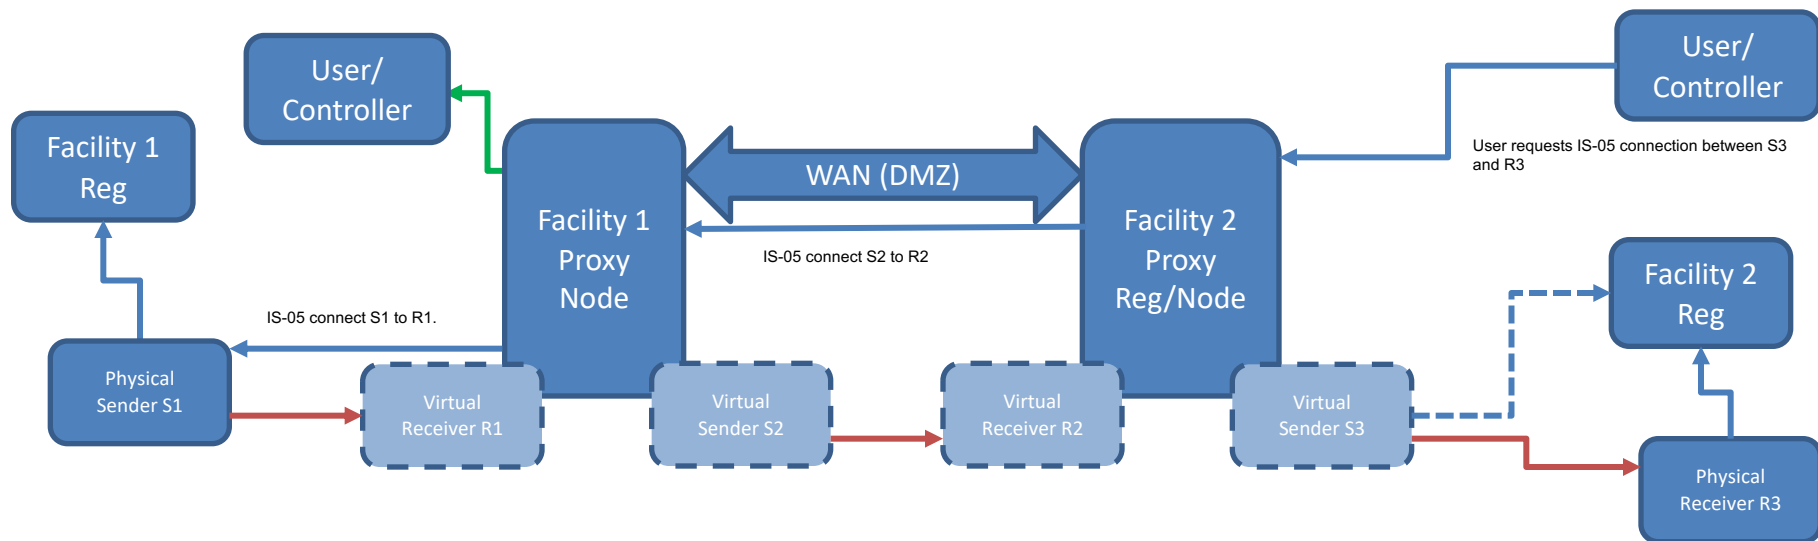 User/
Controller
User/
Controller
Facility 1
Reg
User requests IS-05 connection between S3
and R3
WAN (DMZ)
Facility 1
Proxy
Node
Facility 2
Proxy
Reg/Node
IS-05 connect S2 to R2
Facility 2
Reg
IS-05 connect S1 to R1.
Physical
Sender S1
Virtual
Receiver R1
Virtual
Sender S2
Virtual
Receiver R2
Virtual
Sender S3
Physical
Receiver R3